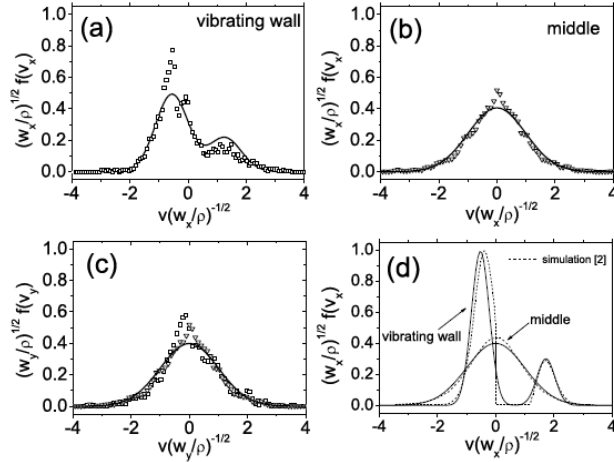 (a)
vibrating wall
(w_x/ρ)^{1/2} f(v_x)
1.0
0.8
0.6
0.4
0.2
0.0
-4 -2 0 2 4
v(w_x/ρ)^{-1/2}
(b)
middle
(w_x/ρ)^{1/2} f(v_x)
1.0
0.8
0.6
0.4
0.2
0.0
-4 -2 0 2 4
v(w_x/ρ)^{-1/2}
(c)
(w_y/ρ)^{1/2} f(v_y)
1.0
0.8
0.6
0.4
0.2
0.0
-4 -2 0 2 4
v(w_y/ρ)^{-1/2}
(d)
simulation [2]
middle
vibrating wall
(w_x/ρ)^{1/2} f(v_x)
1.0
0.8
0.6
0.4
0.2
0.0
-4 -2 0 2 4
v(w_x/ρ)^{-1/2}